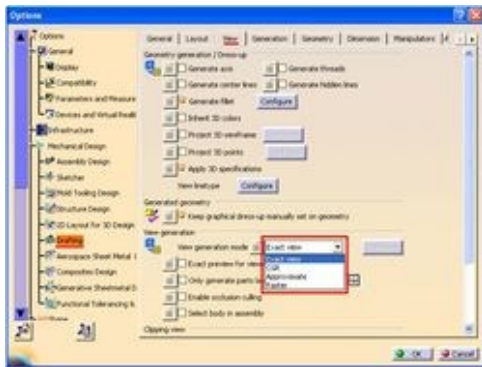 Options
Options
General
Display
Compatibility
Parameters and Measure
Devices and Virtual Reali
Infrastructure
Mechanical Design
Assembly Design
Sketcher
Mold Tooling Design
Structure Design
2D Layout for 3D Design
Drafting
Aerospace Sheet Metal
Composites Design
Generative Sheetmetal D
Functional Tolerancing &
General Layout View Generation Geometry Dimension Manipulators
Geometry generation / Dress-up
Generate axis Generate threads
Generate center lines Generate hidden lines
Generate fillet Configure
Inherit 3D colors
Project 3D wireframe
Project 3D points
Apply 3D specifications
View linetype Configure
Generated geometry
Keep graphical dress-up manually set on geometry
View generation
View generation mode Exact view
Exact view
CGR
Approximate
Raster
Exact preview for view
Only generate parts
Enable occlusion culling
Select body in assembly
Clipping view
OK Cancel